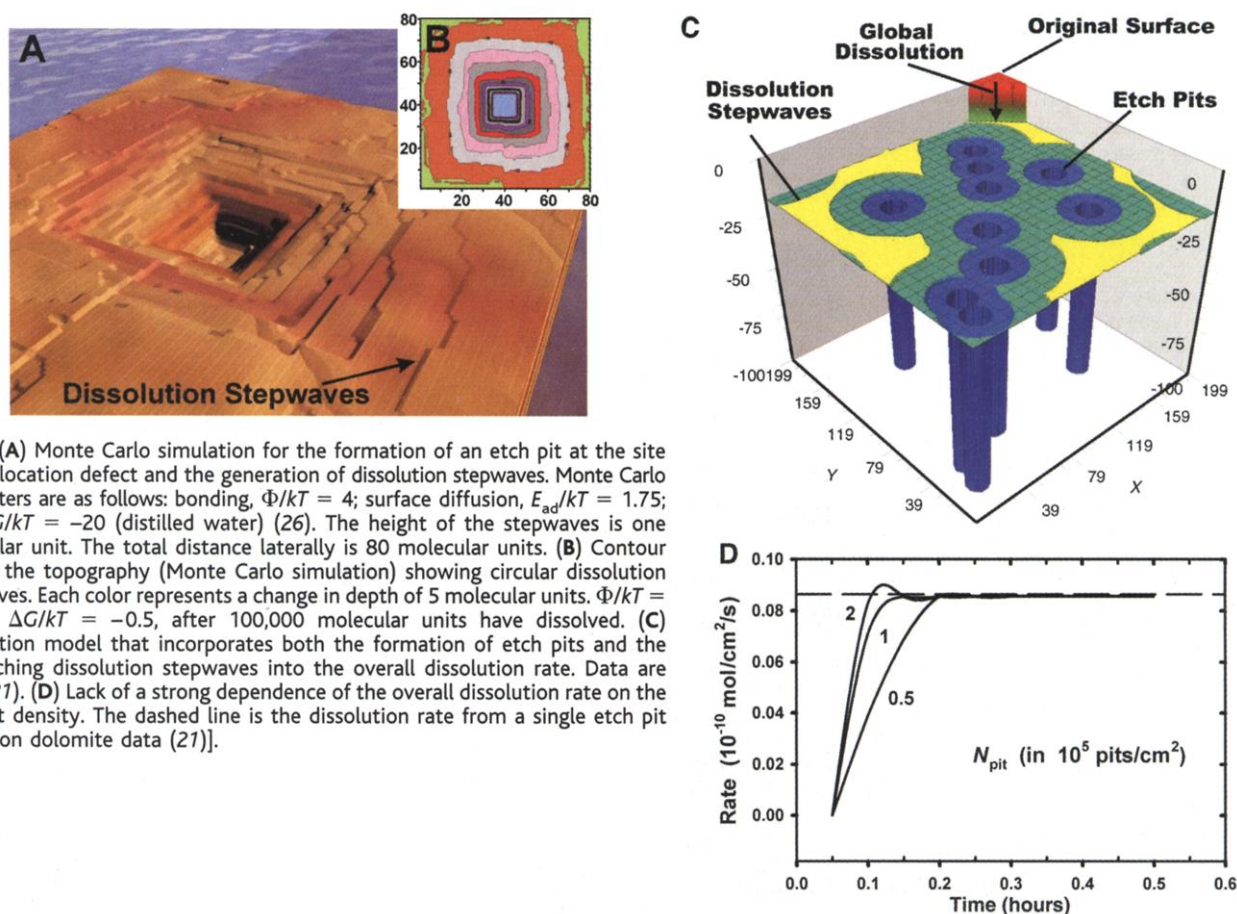 A
Dissolution Stepwaves
B
80
60
40
20
20 40 60 80
C
Global
Dissolution
Original Surface
Dissolution
Stepwaves
Etch Pits
0
-25
-50
-75
-100
199
159
119
79
39
Y
0
-25
-50
-75
-100
199
159
119
79
39
X
(A) Monte Carlo simulation for the formation of an etch pit at the site
location defect and the generation of dissolution stepwaves. Monte Carlo
ters are as follows: bonding, Φ/kT = 4; surface diffusion, E_ad/kT = 1.75;
G/kT = –20 (distilled water) (26). The height of the stepwaves is one
lar unit. The total distance laterally is 80 molecular units. (B) Contour
the topography (Monte Carlo simulation) showing circular dissolution
ves. Each color represents a change in depth of 5 molecular units. Φ/kT =
ΔG/kT = –0.5, after 100,000 molecular units have dissolved. (C)
tion model that incorporates both the formation of etch pits and the
ching dissolution stepwaves into the overall dissolution rate. Data are
1). (D) Lack of a strong dependence of the overall dissolution rate on the
t density. The dashed line is the dissolution rate from a single etch pit
on dolomite data (21)].
D
Rate (10⁻¹⁰ mol/cm²/s)
0.10
0.08
0.06
0.04
0.02
0.00
2
1
0.5
N_pit (in 10⁵ pits/cm²)
0.0 0.1 0.2 0.3 0.4 0.5 0.6
Time (hours)